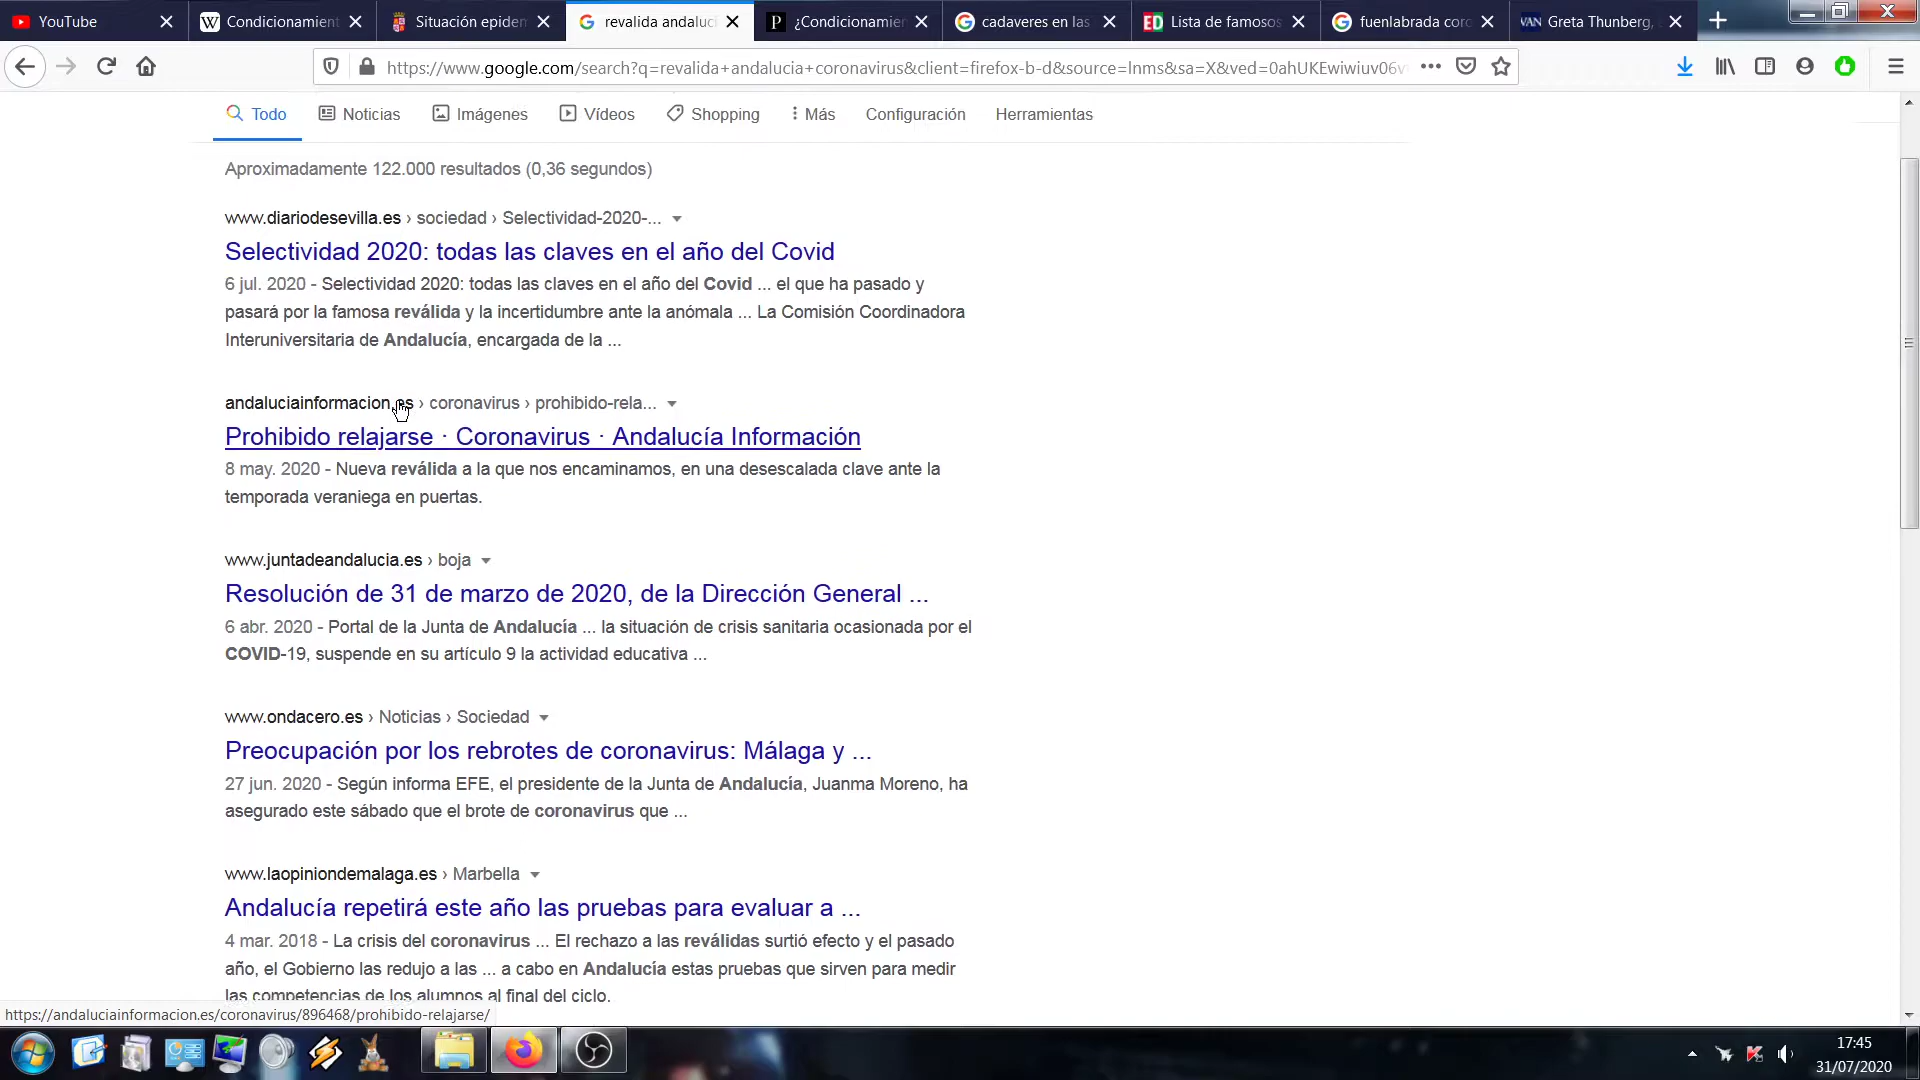 YouTube
Condicionamient
Situación epiden
revalida andaluci
¿Condicionamien
cadaveres en las
Lista de famosos
fuenlabrada coro
Greta Thunberg,
https://www.google.com/search?q=revalida+andalucia+coronavirus&client=firefox-b-d&source=lnms&sa=X&ved=0ahUKEwiwiuv06v
Todo Noticias Imágenes Vídeos Shopping Más Configuración Herramientas
Aproximadamente 122.000 resultados (0,36 segundos)
www.diariodesevilla.es › sociedad › Selectividad-2020-...
Selectividad 2020: todas las claves en el año del Covid
6 jul. 2020 - Selectividad 2020: todas las claves en el año del Covid ... el que ha pasado y
pasará por la famosa reválida y la incertidumbre ante la anómala ... La Comisión Coordinadora
Interuniversitaria de Andalucía, encargada de la ...
andaluciainformacion.es › coronavirus › prohibido-rela...
Prohibido relajarse · Coronavirus · Andalucía Información
8 may. 2020 - Nueva reválida a la que nos encaminamos, en una desescalada clave ante la
temporada veraniega en puertas.
www.juntadeandalucia.es › boja
Resolución de 31 de marzo de 2020, de la Dirección General ...
6 abr. 2020 - Portal de la Junta de Andalucía ... la situación de crisis sanitaria ocasionada por el
COVID-19, suspende en su artículo 9 la actividad educativa ...
www.ondacero.es › Noticias › Sociedad
Preocupación por los rebrotes de coronavirus: Málaga y ...
27 jun. 2020 - Según informa EFE, el presidente de la Junta de Andalucía, Juanma Moreno, ha
asegurado este sábado que el brote de coronavirus que ...
www.laopiniondemalaga.es › Marbella
Andalucía repetirá este año las pruebas para evaluar a ...
4 mar. 2018 - La crisis del coronavirus ... El rechazo a las reválidas surtió efecto y el pasado
año, el Gobierno las redujo a las ... a cabo en Andalucía estas pruebas que sirven para medir
las competencias de los alumnos al final del ciclo.
https://andaluciainformacion.es/coronavirus/896468/prohibido-relajarse/
17:45
31/07/2020